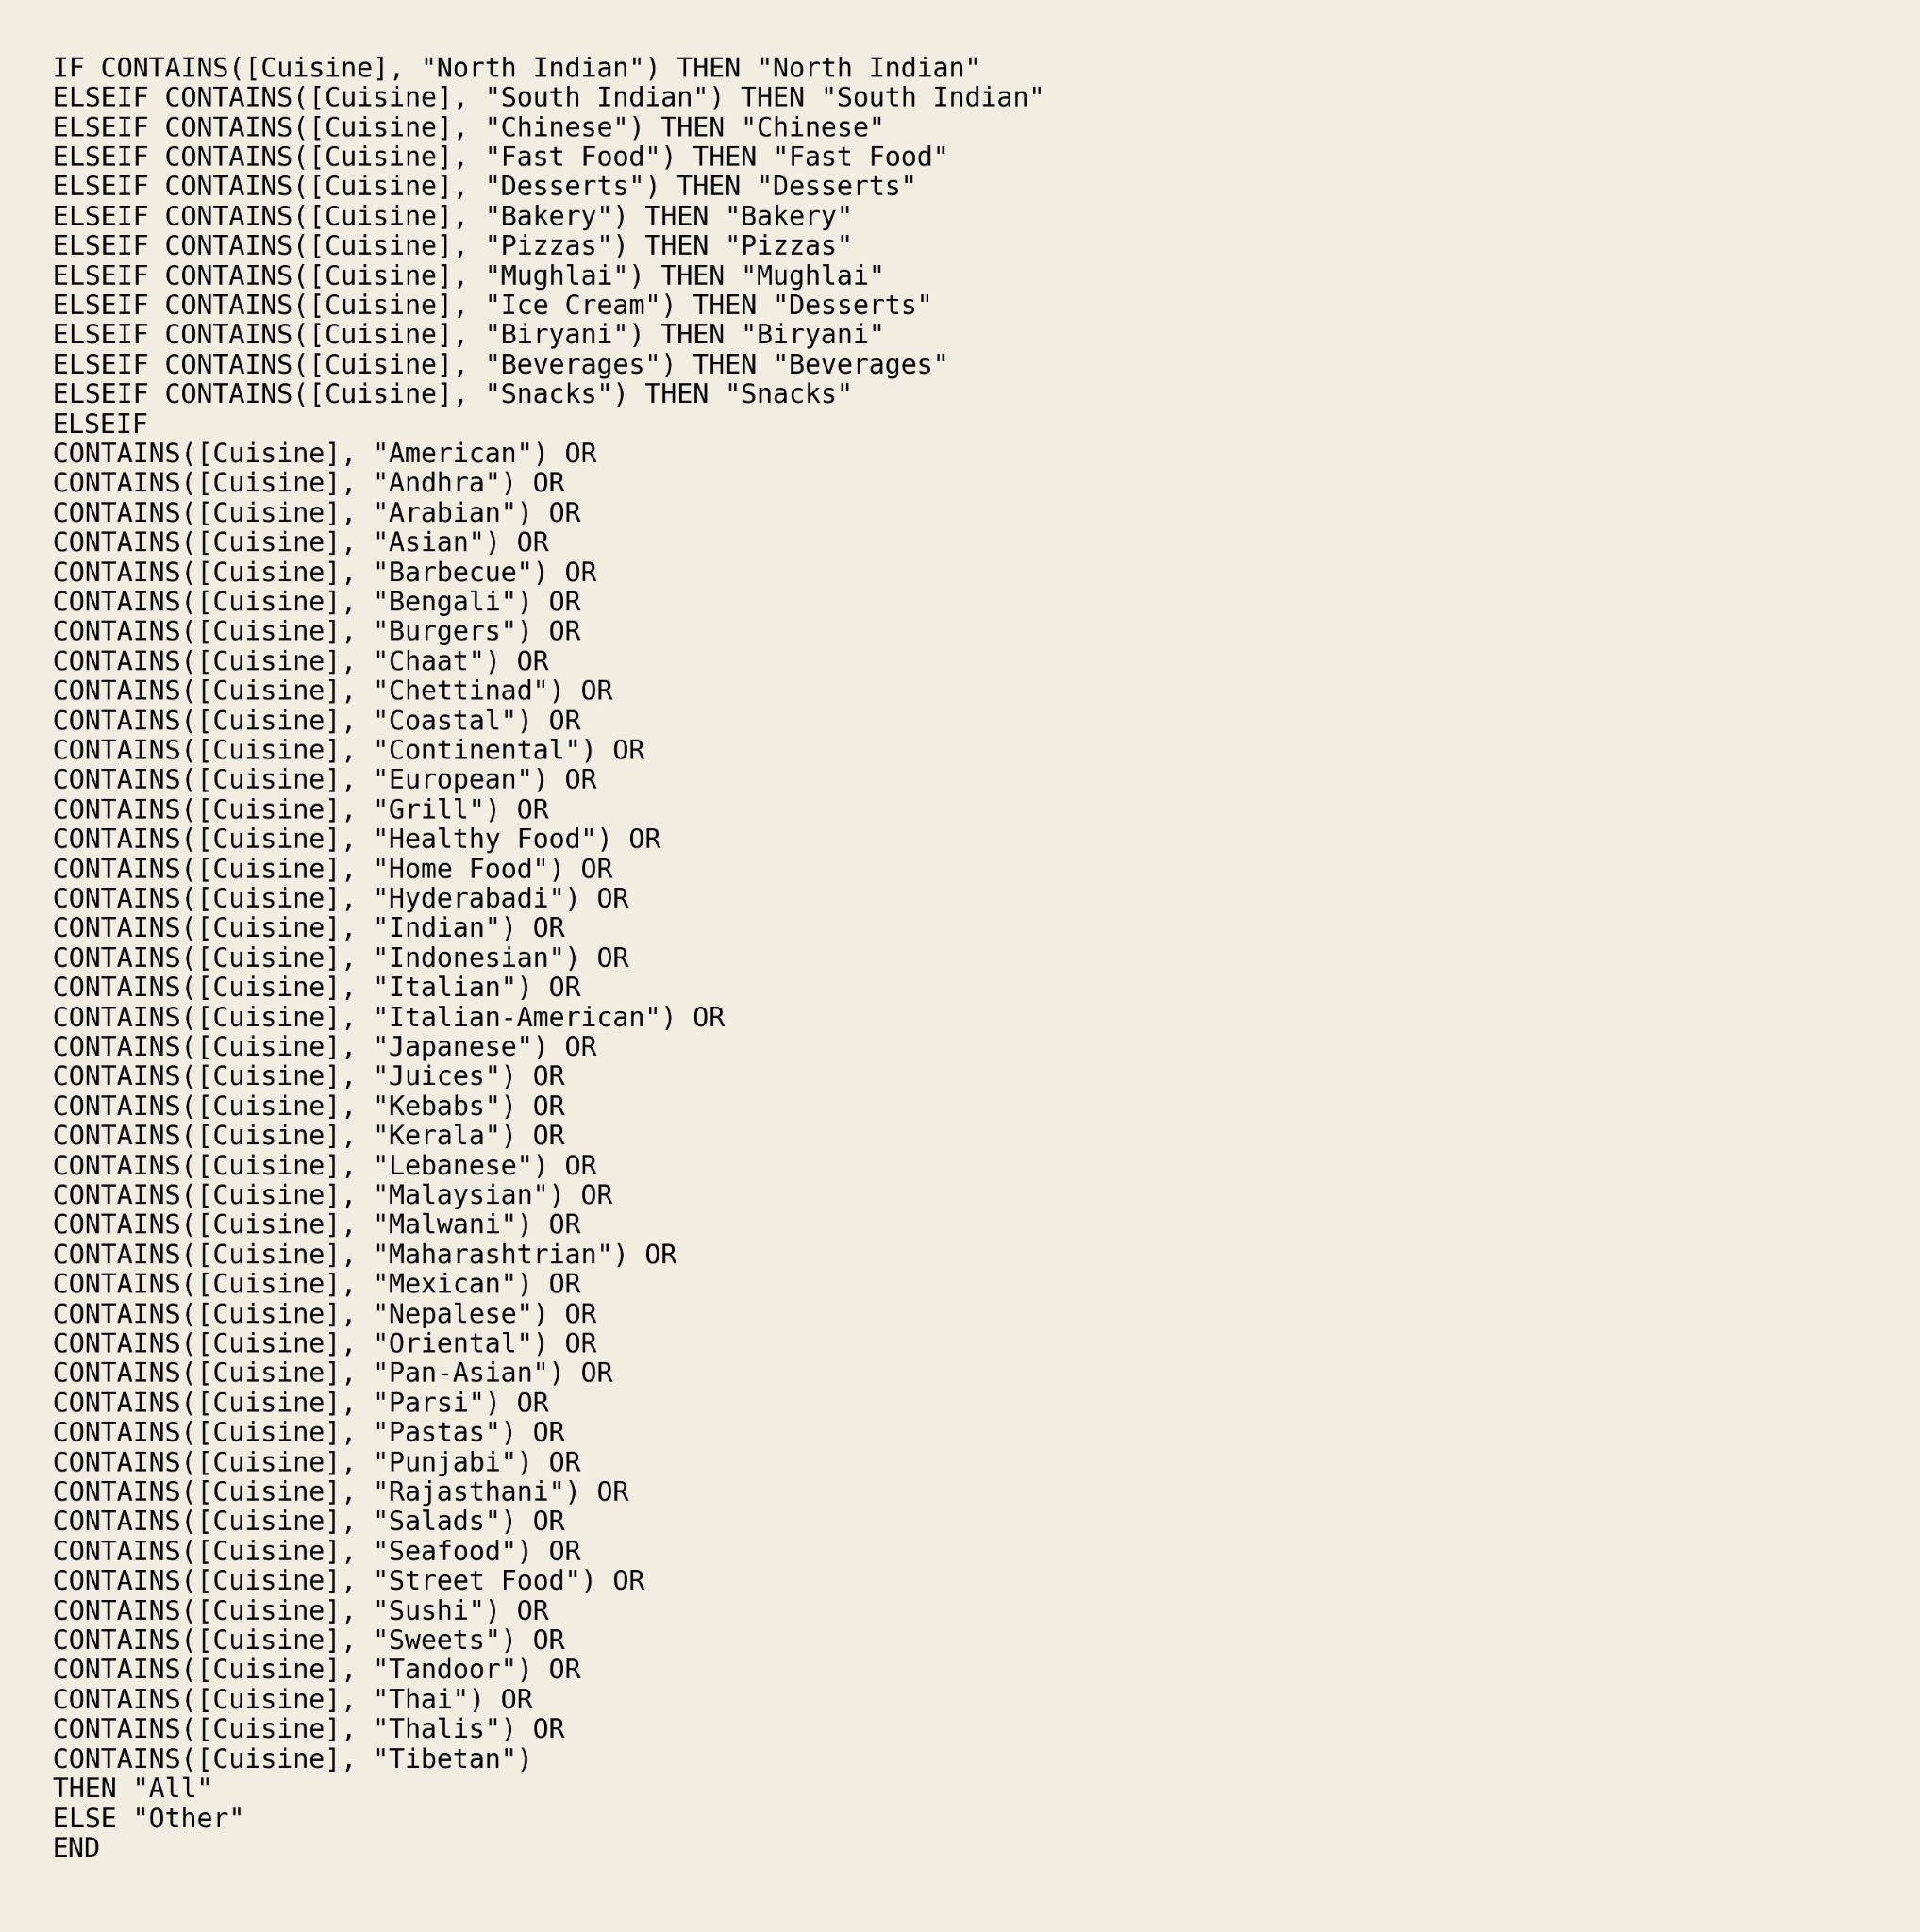 IF CONTAINS([Cuisine], "North Indian") THEN "North Indian"
ELSEIF CONTAINS([Cuisine], "South Indian") THEN "South Indian"
ELSEIF CONTAINS([Cuisine], "Chinese") THEN "Chinese"
ELSEIF CONTAINS([Cuisine], "Fast Food") THEN "Fast Food"
ELSEIF CONTAINS([Cuisine], "Desserts") THEN "Desserts"
ELSEIF CONTAINS([Cuisine], "Bakery") THEN "Bakery"
ELSEIF CONTAINS([Cuisine], "Pizzas") THEN "Pizzas"
ELSEIF CONTAINS([Cuisine], "Mughlai") THEN "Mughlai"
ELSEIF CONTAINS([Cuisine], "Ice Cream") THEN "Desserts"
ELSEIF CONTAINS([Cuisine], "Biryani") THEN "Biryani"
ELSEIF CONTAINS([Cuisine], "Beverages") THEN "Beverages"
ELSEIF CONTAINS([Cuisine], "Snacks") THEN "Snacks"
ELSEIF
CONTAINS([Cuisine], "American") OR
CONTAINS([Cuisine], "Andhra") OR
CONTAINS([Cuisine], "Arabian") OR
CONTAINS([Cuisine], "Asian") OR
CONTAINS([Cuisine], "Barbecue") OR
CONTAINS([Cuisine], "Bengali") OR
CONTAINS([Cuisine], "Burgers") OR
CONTAINS([Cuisine], "Chaat") OR
CONTAINS([Cuisine], "Chettinad") OR
CONTAINS([Cuisine], "Coastal") OR
CONTAINS([Cuisine], "Continental") OR
CONTAINS([Cuisine], "European") OR
CONTAINS([Cuisine], "Grill") OR
CONTAINS([Cuisine], "Healthy Food") OR
CONTAINS([Cuisine], "Home Food") OR
CONTAINS([Cuisine], "Hyderabadi") OR
CONTAINS([Cuisine], "Indian") OR
CONTAINS([Cuisine], "Indonesian") OR
CONTAINS([Cuisine], "Italian") OR
CONTAINS([Cuisine], "Italian-American") OR
CONTAINS([Cuisine], "Japanese") OR
CONTAINS([Cuisine], "Juices") OR
CONTAINS([Cuisine], "Kebabs") OR
CONTAINS([Cuisine], "Kerala") OR
CONTAINS([Cuisine], "Lebanese") OR
CONTAINS([Cuisine], "Malaysian") OR
CONTAINS([Cuisine], "Malwani") OR
CONTAINS([Cuisine], "Maharashtrian") OR
CONTAINS([Cuisine], "Mexican") OR
CONTAINS([Cuisine], "Nepalese") OR
CONTAINS([Cuisine], "Oriental") OR
CONTAINS([Cuisine], "Pan-Asian") OR
CONTAINS([Cuisine], "Parsi") OR
CONTAINS([Cuisine], "Pastas") OR
CONTAINS([Cuisine], "Punjabi") OR
CONTAINS([Cuisine], "Rajasthani") OR
CONTAINS([Cuisine], "Salads") OR
CONTAINS([Cuisine], "Seafood") OR
CONTAINS([Cuisine], "Street Food") OR
CONTAINS([Cuisine], "Sushi") OR
CONTAINS([Cuisine], "Sweets") OR
CONTAINS([Cuisine], "Tandoor") OR
CONTAINS([Cuisine], "Thai") OR
CONTAINS([Cuisine], "Thalis") OR
CONTAINS([Cuisine], "Tibetan")
THEN "All"
ELSE "Other"
END